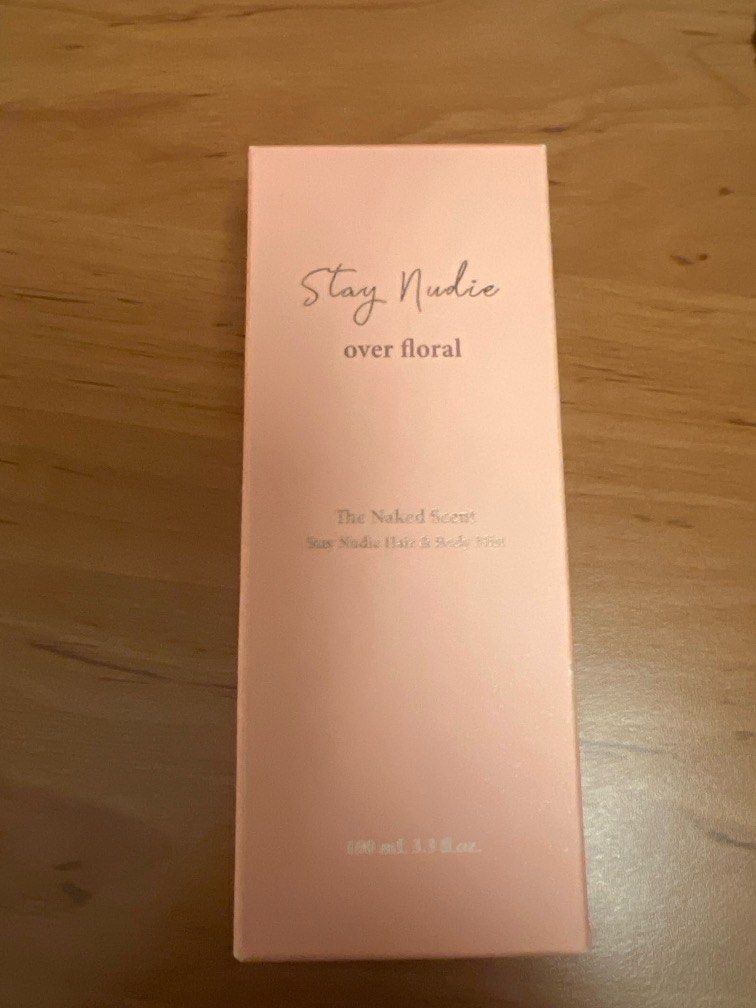 Stay Nudie
over floral
The Naked Scent
Stay Nudie Hair & Body Mist
100 ml 3.3 fl.oz.